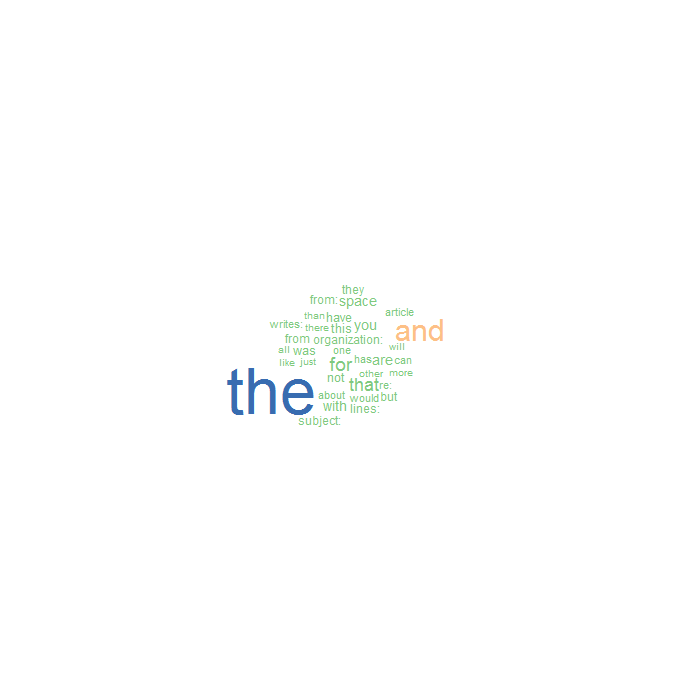 they
from: space
article
than have
writes: there this you
and
from organization:
will
all was one
like just for has are can
other more
the not that re:
about would but
with lines:
subject: